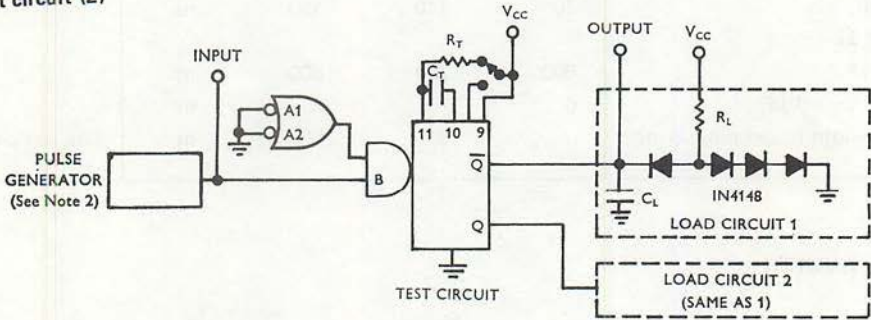 t circuit (2)
V_CC
OUTPUT
V_CC
INPUT
R_T
C_T
A1
A2
11 10 9
R_L
PULSE
GENERATOR
(See Note 2)
B
Q̅
C_L
IN4148
LOAD CIRCUIT 1
Q
TEST CIRCUIT
LOAD CIRCUIT 2
(SAME AS 1)